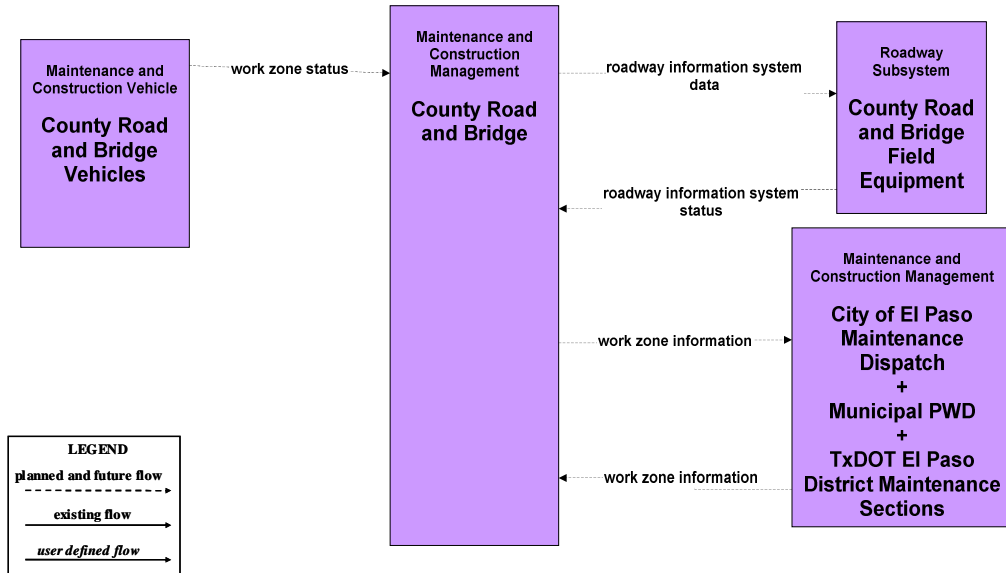 Maintenance and
Construction Vehicle
County Road
and Bridge
Vehicles
work zone status
Maintenance and
Construction
Management
County Road
and Bridge
roadway information system
data
Roadway
Subsystem
County Road
and Bridge
Field
Equipment
roadway information system
status
Maintenance and
Construction Management
City of El Paso
Maintenance
Dispatch
+
Municipal PWD
+
TxDOT El Paso
District Maintenance
Sections
work zone information
work zone information
LEGEND
planned and future flow
existing flow
user defined flow